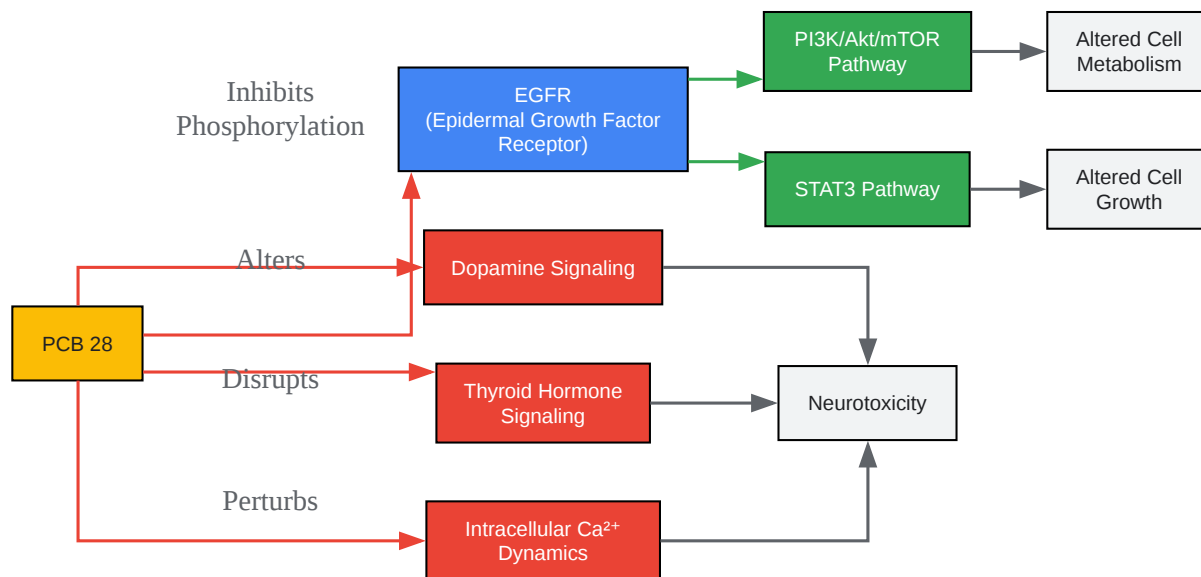 PI3K/Akt/mTOR
Pathway
Altered Cell
Metabolism
Inhibits
Phosphorylation
EGFR
(Epidermal Growth Factor
Receptor)
STAT3 Pathway
Altered Cell
Growth
Alters
Dopamine Signaling
PCB 28
Disrupts
Thyroid Hormone
Signaling
Neurotoxicity
Perturbs
Intracellular Ca²⁺
Dynamics